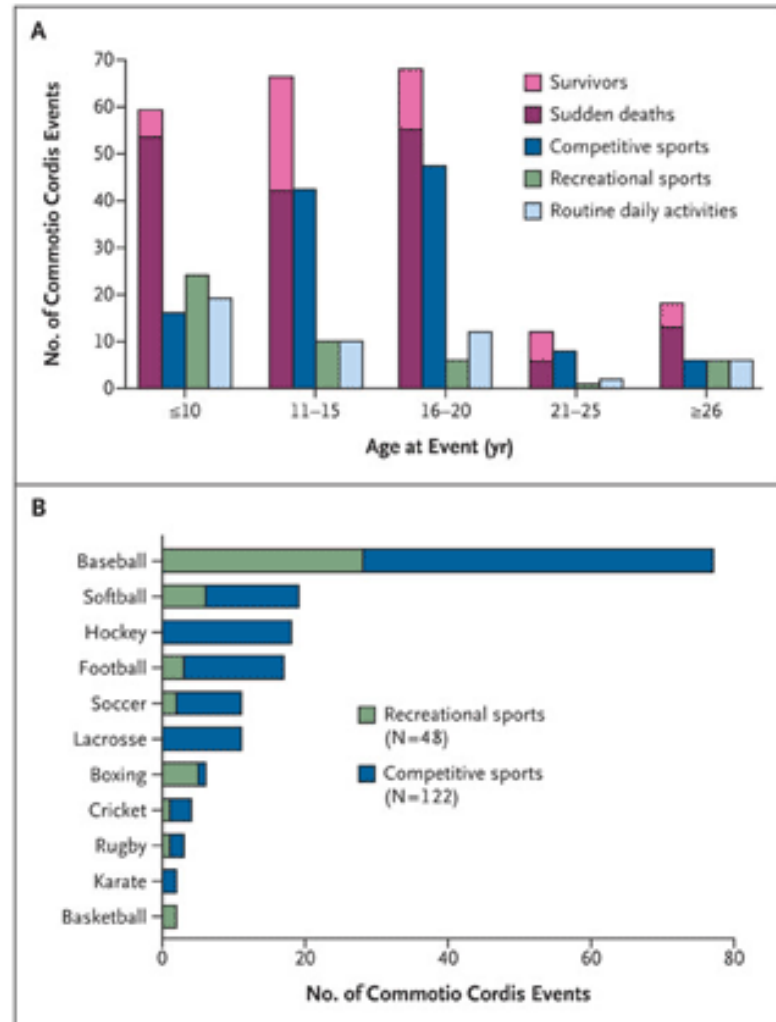 A
No. of Commotio Cordis Events
70
60
50
40
30
20
10
0
Survivors
Sudden deaths
Competitive sports
Recreational sports
Routine daily activities
≤10 11–15 16–20 21–25 ≥26
Age at Event (yr)
B
Baseball
Softball
Hockey
Football
Soccer
Lacrosse
Boxing
Cricket
Rugby
Karate
Basketball
Recreational sports
(N=48)
Competitive sports
(N=122)
0 20 40 60 80
No. of Commotio Cordis Events